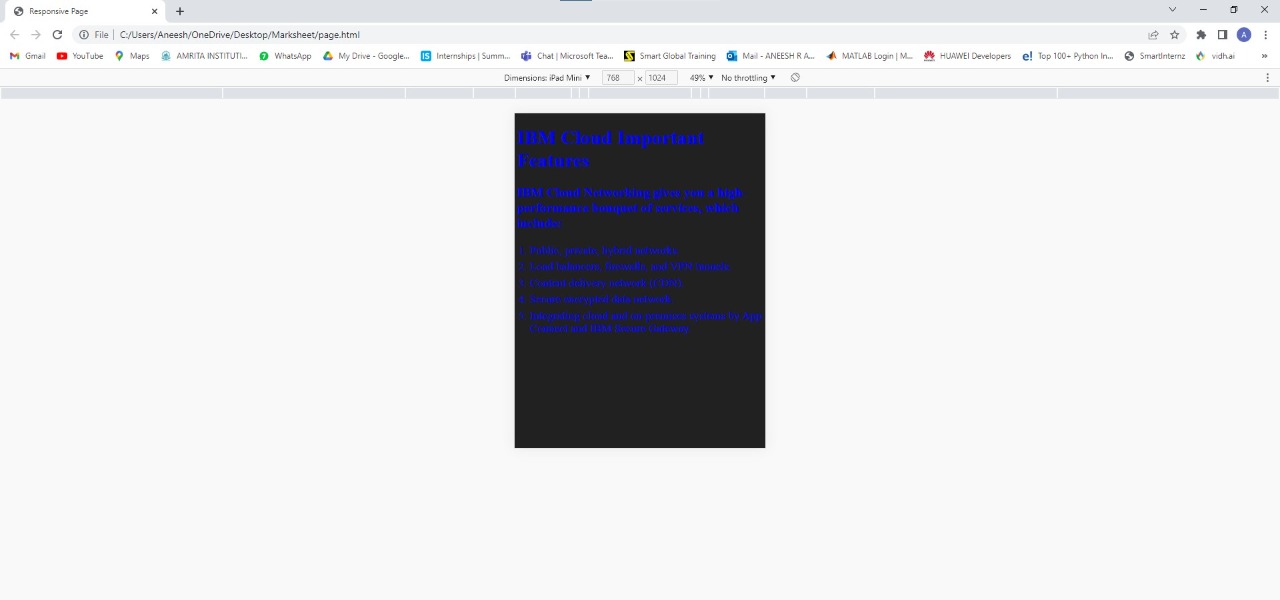 Responsive Page
File
C:/Users/Aneesh/OneDrive/Desktop/Marksheet/page.html
A
Gmail YouTube Maps AMRITA INSTITUTI... WhatsApp My Drive - Google... Internships | Summ... Chat | Microsoft Tea... Smart Global Training Mail - ANEESH R A... MATLAB Login | M... HUAWEI Developers Top 100+ Python In... SmartInternz vidh.ai »
Dimensions: iPad Mini ▼ 768 x 1024 49% ▼ No throttling ▼
IBM Cloud Important
Features
IBM Cloud Networking gives you a high
performance bouquet of services, which
include:
1. Public, private, hybrid networks
2. Load balancers, firewalls, and VPN tunnels
3. Content delivery network (CDN)
4. Secure encrypted data network
5. Integrating cloud and on-premises systems by App
Connect and IBM Secure Gateway